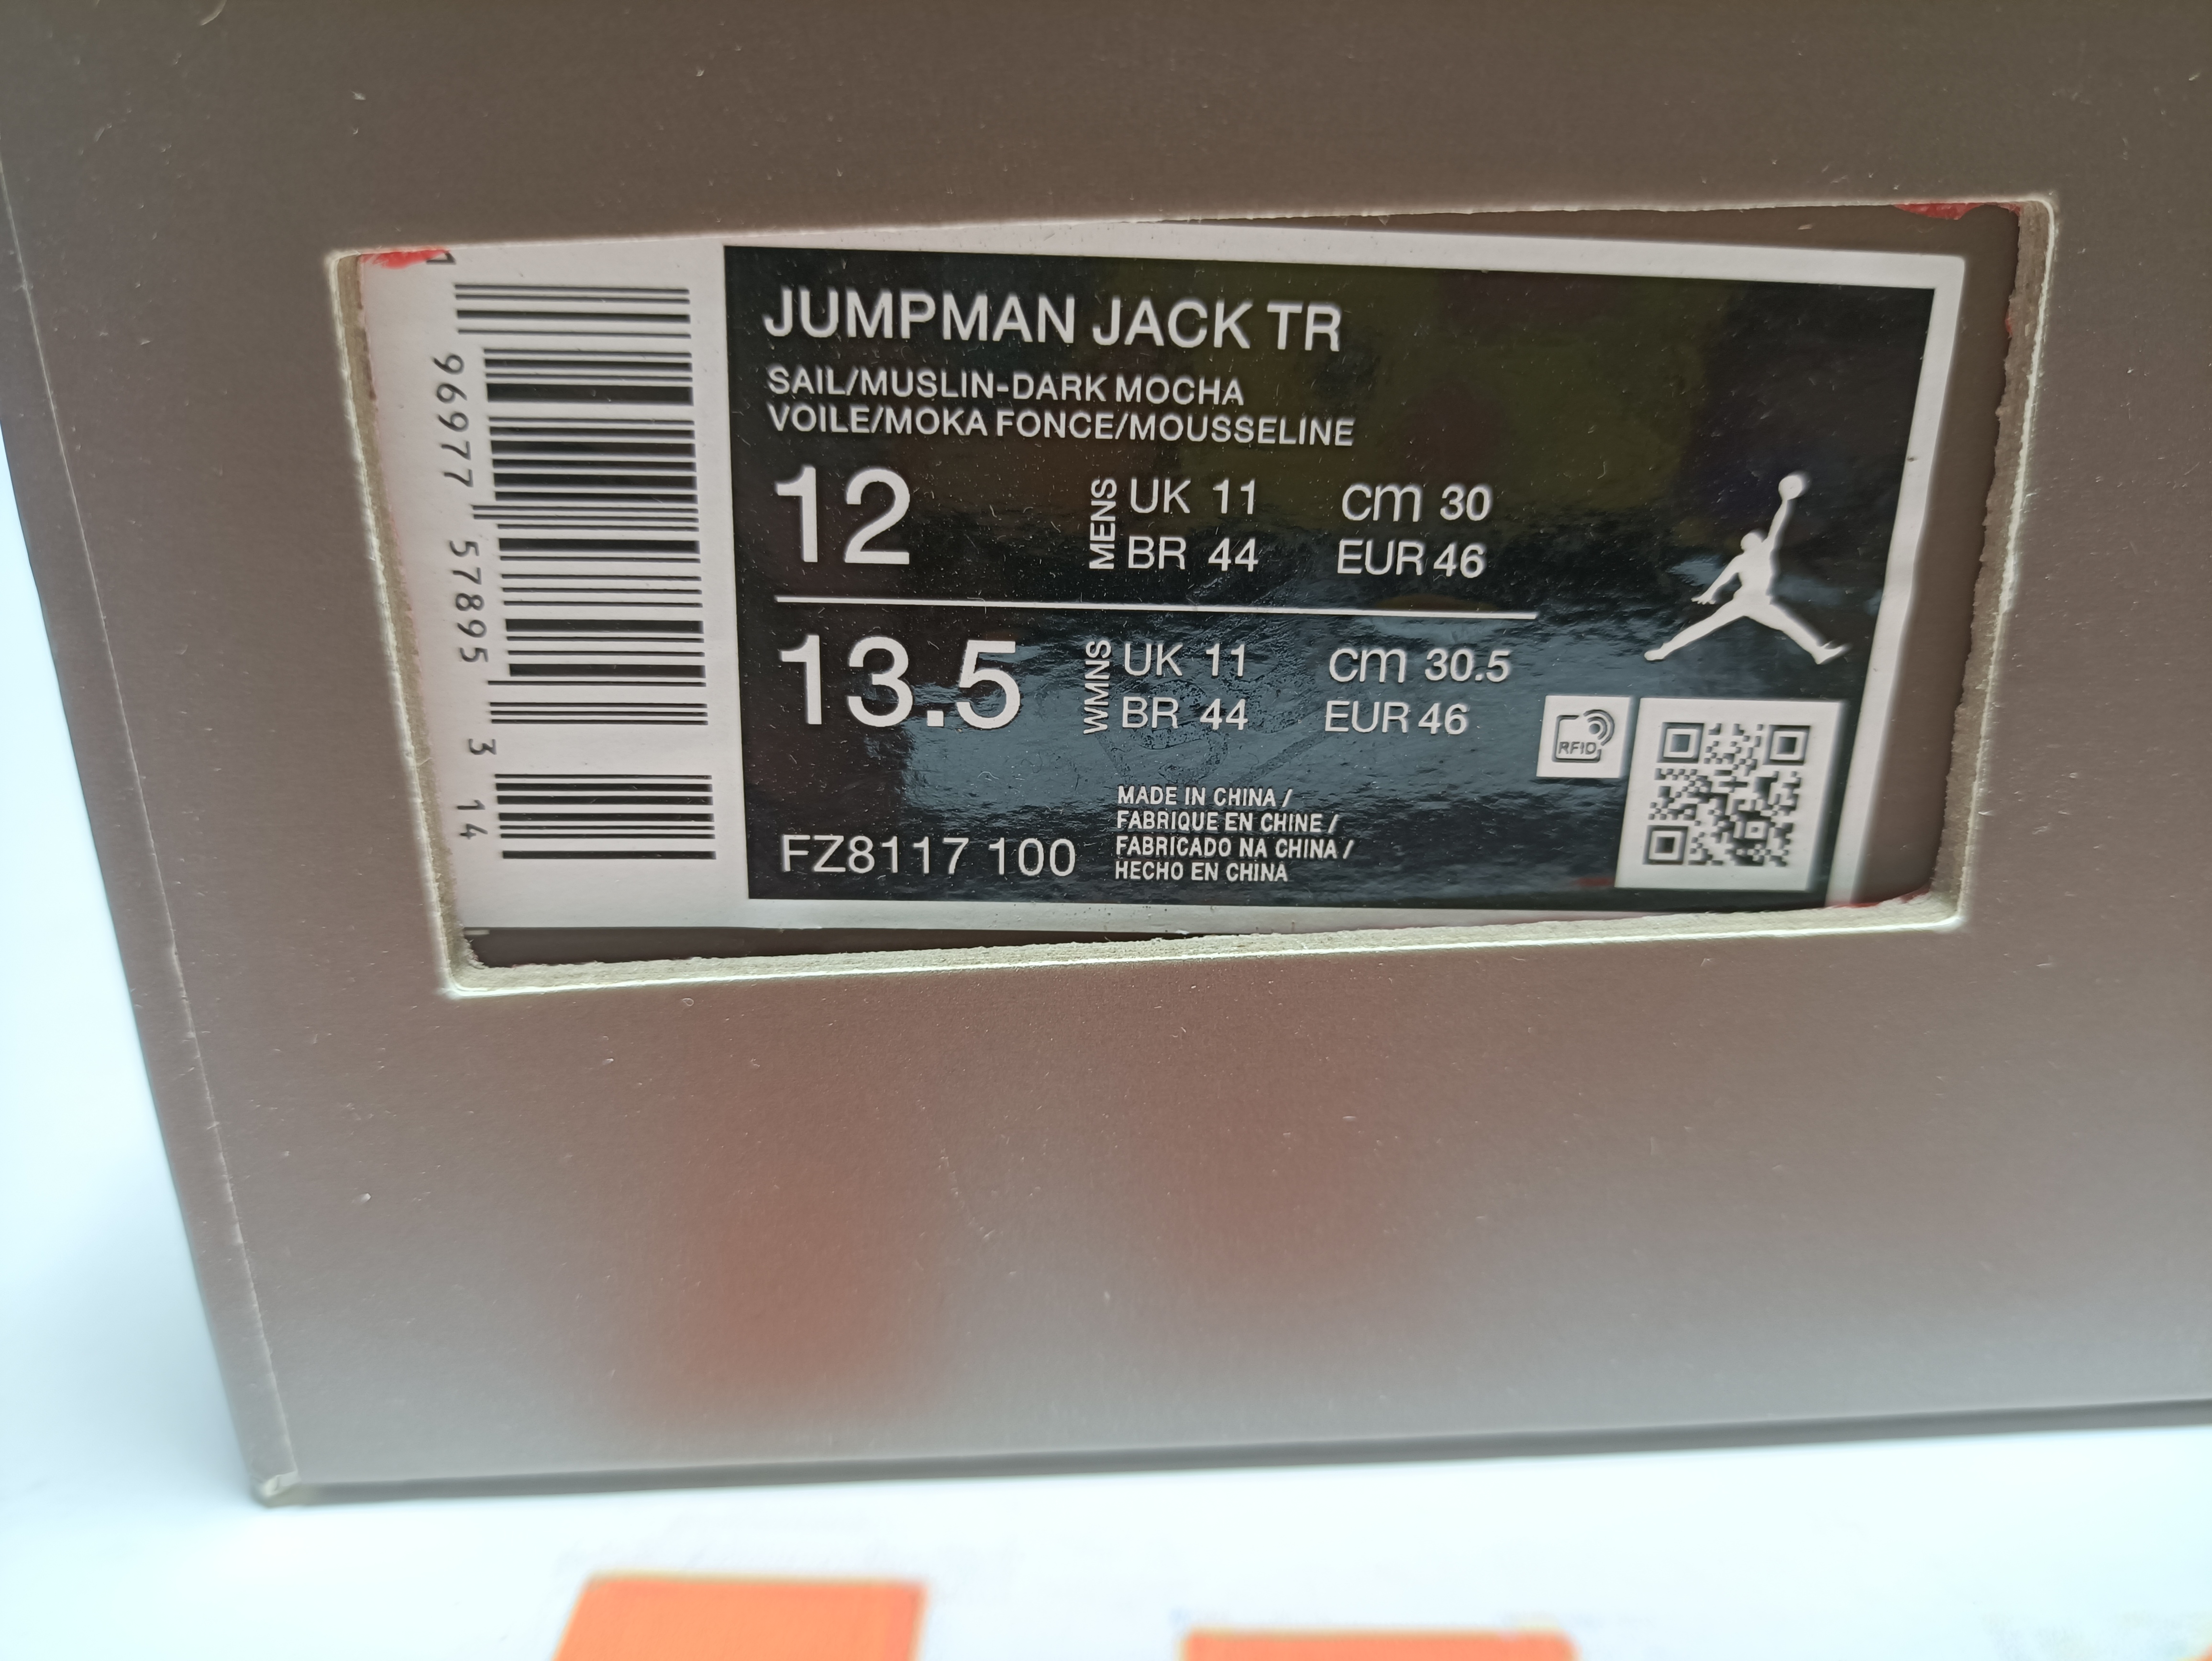 JUMPMAN JACK TR
SAIL/MUSLIN-DARK MOCHA
VOILE/MOKA FONCE/MOUSSELINE
12 MENS UK 11 cm 30
BR 44 EUR 46
13.5 WMNS UK 11 cm 30.5
BR 44 EUR 46
RFID
FZ8117 100
MADE IN CHINA /
FABRIQUE EN CHINE /
FABRICADO NA CHINA /
HECHO EN CHINA
96977 57895 3 14